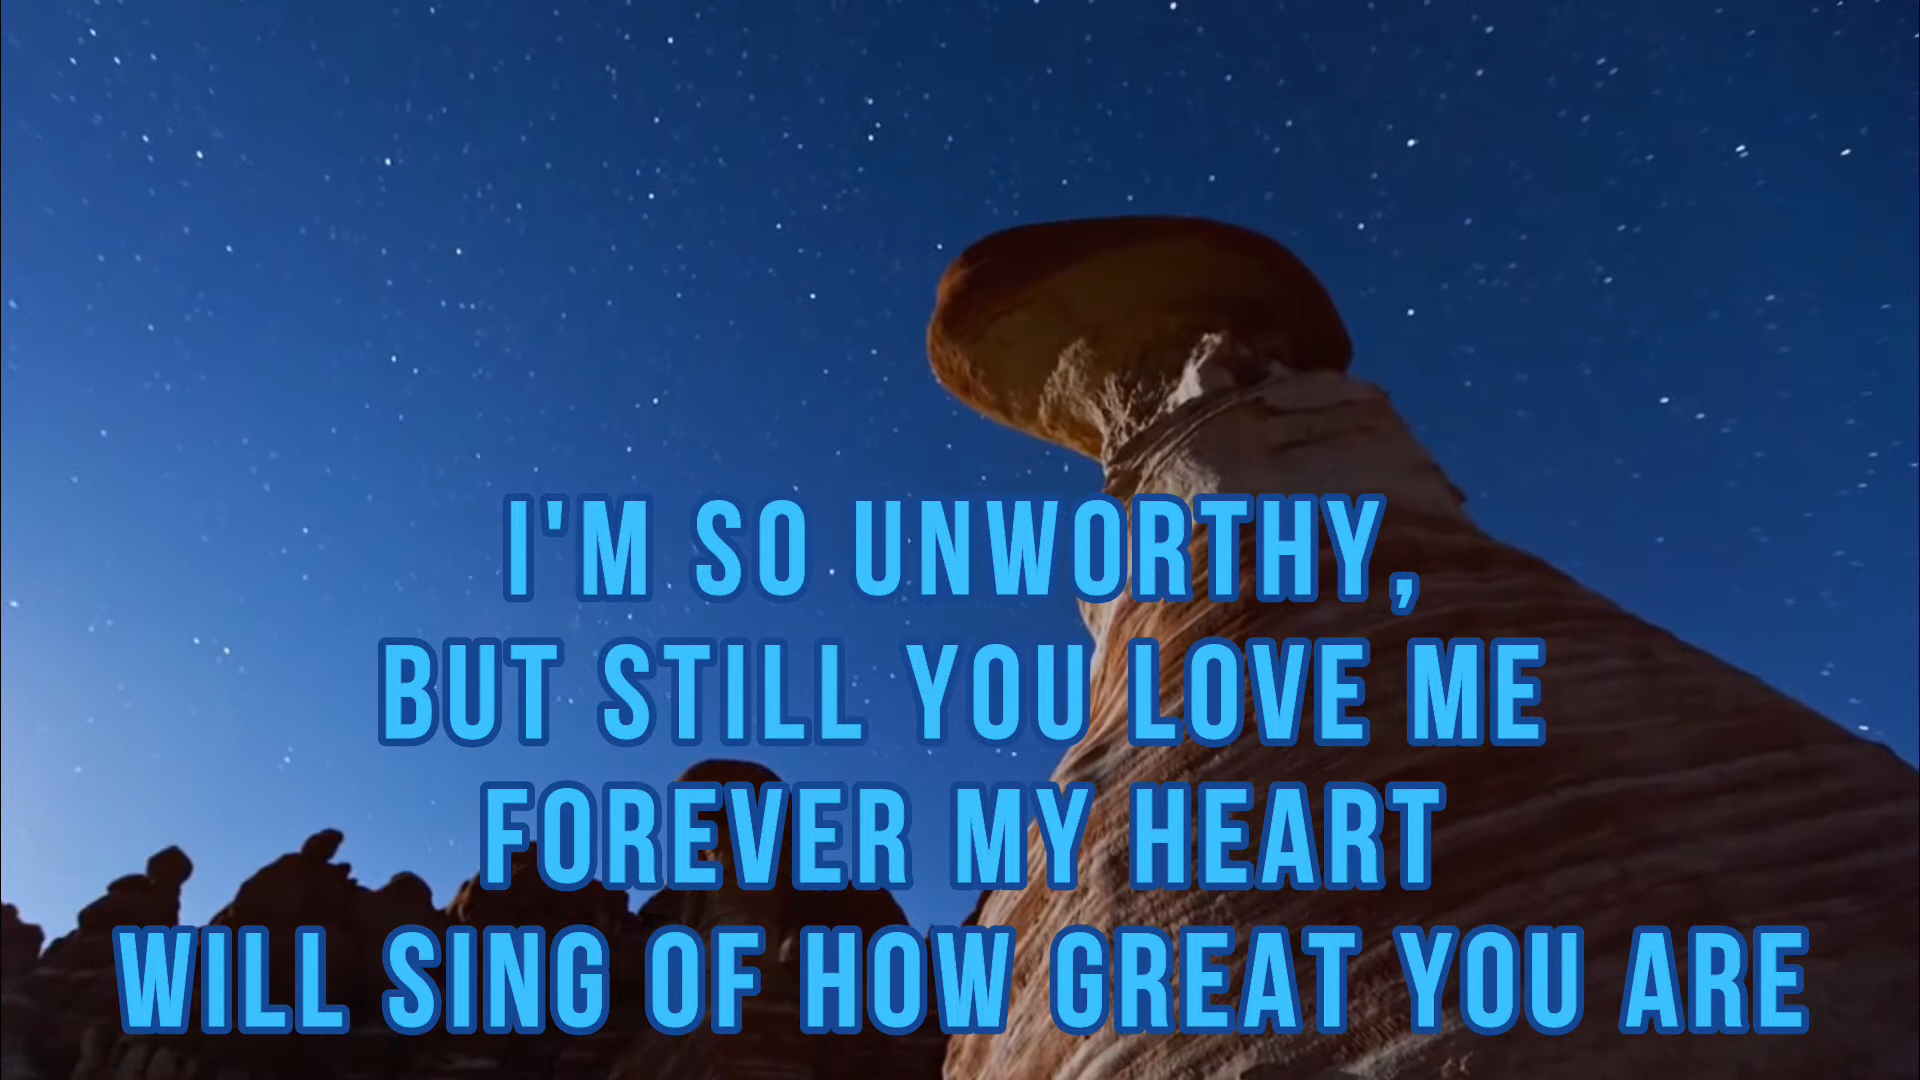 I'M SO UNWORTHY,
BUT STILL YOU LOVE ME
FOREVER MY HEART
WILL SING OF HOW GREAT YOU ARE